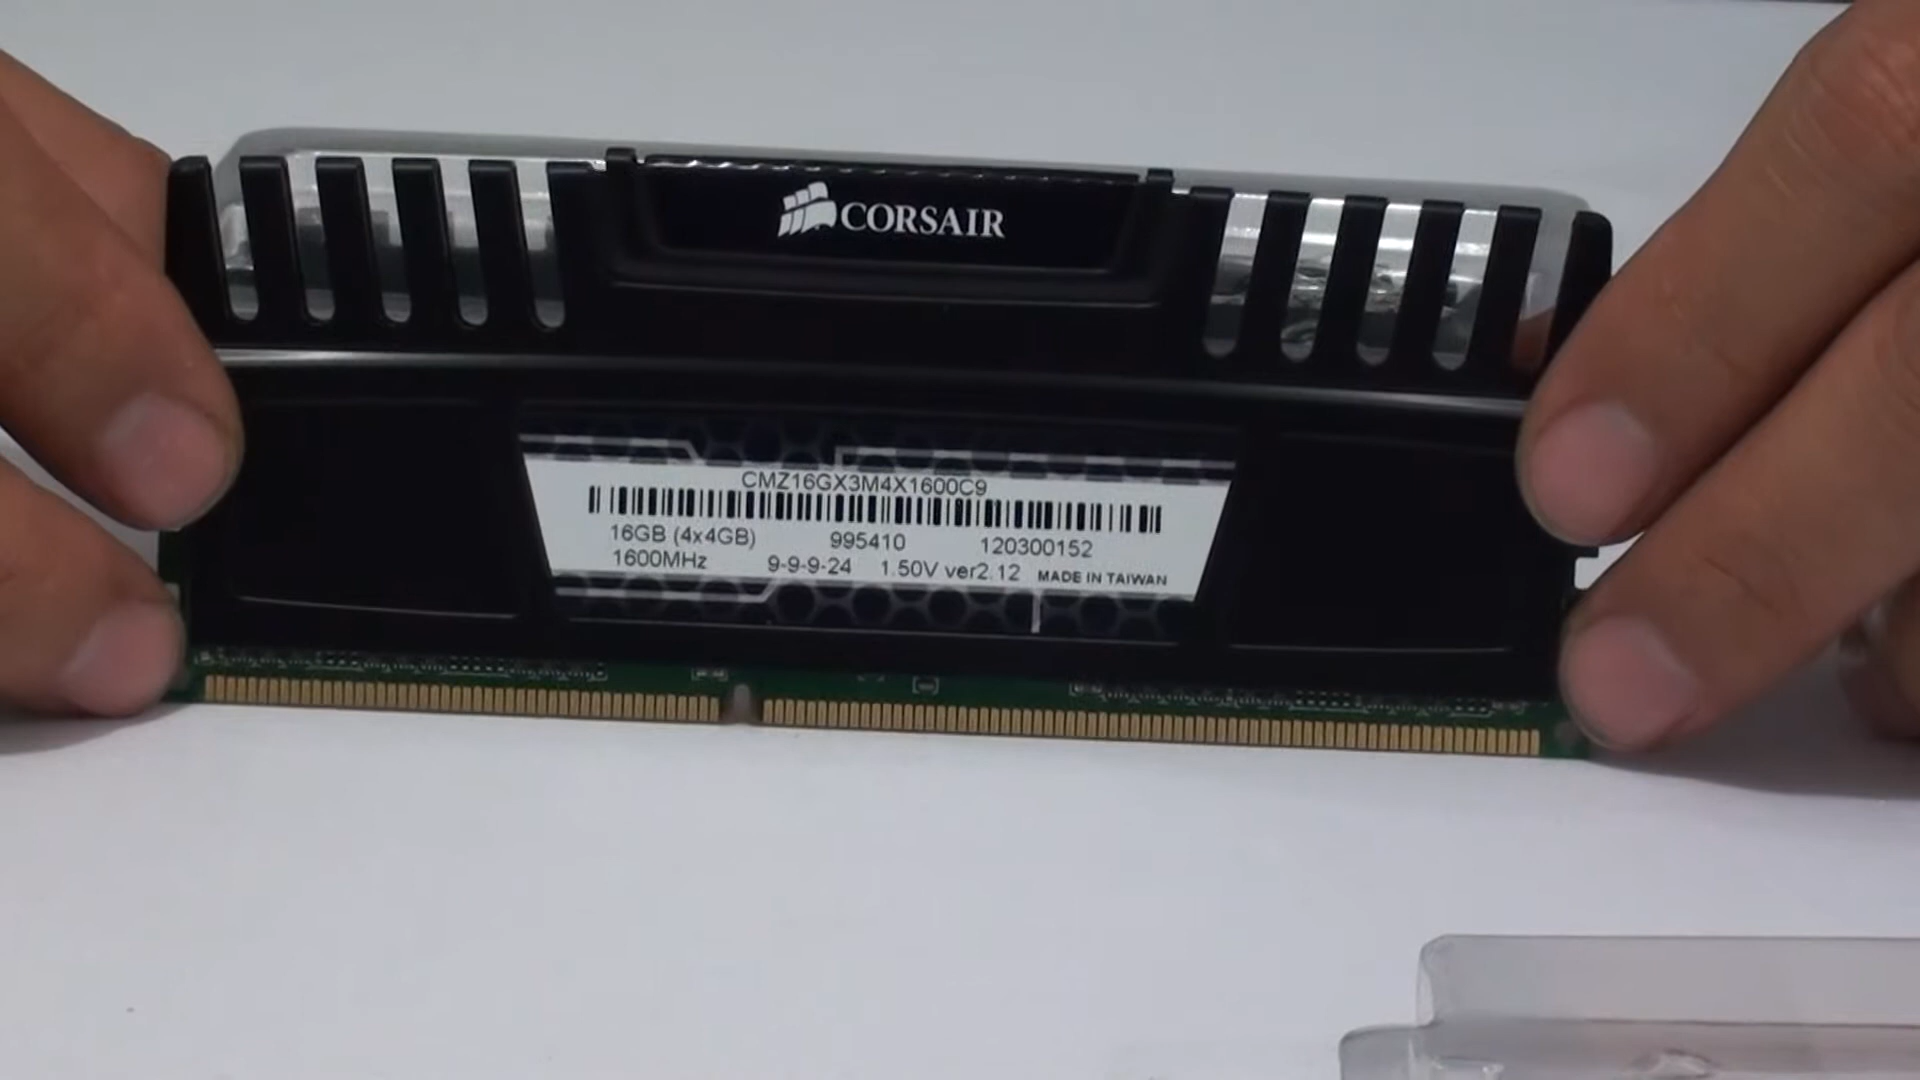 CORSAIR
CMZ16GX3M4X1600C9
16GB (4x4GB) 995410 120300152
1600MHz 9-9-9-24 1.50V ver2.12 MADE IN TAIWAN